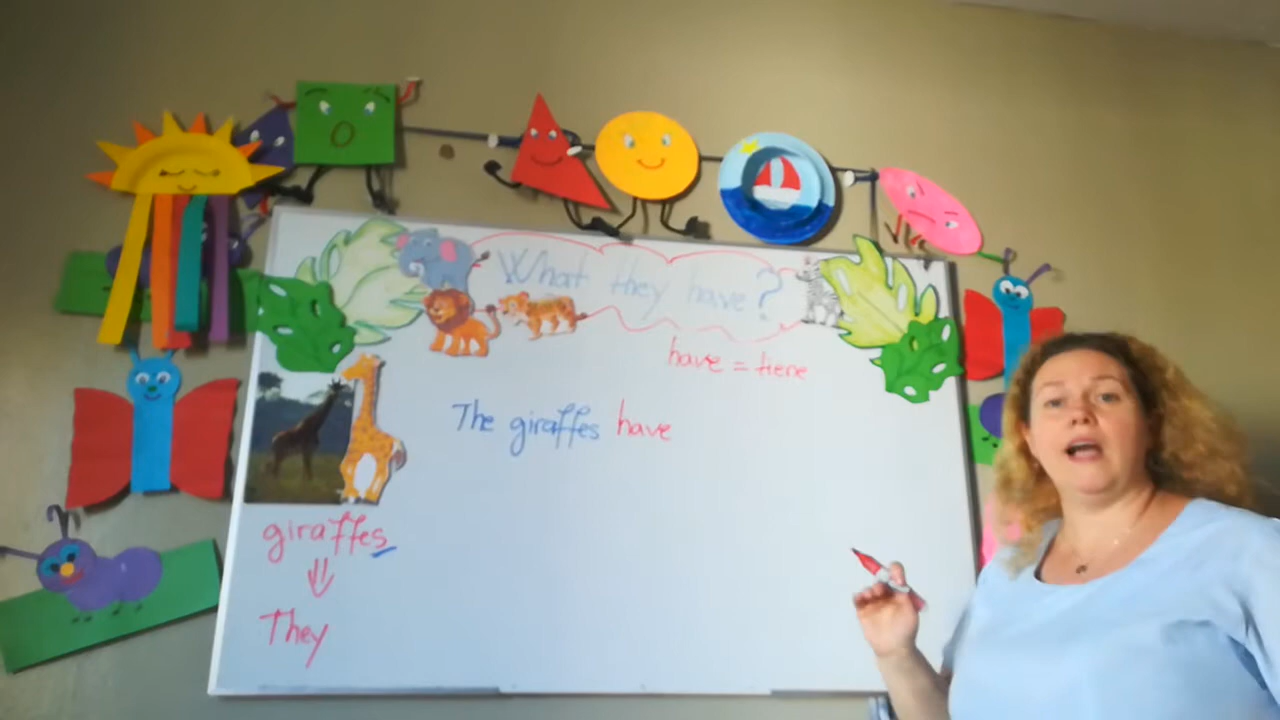 What they have?
have = tiene
The giraffes have
giraffes
They